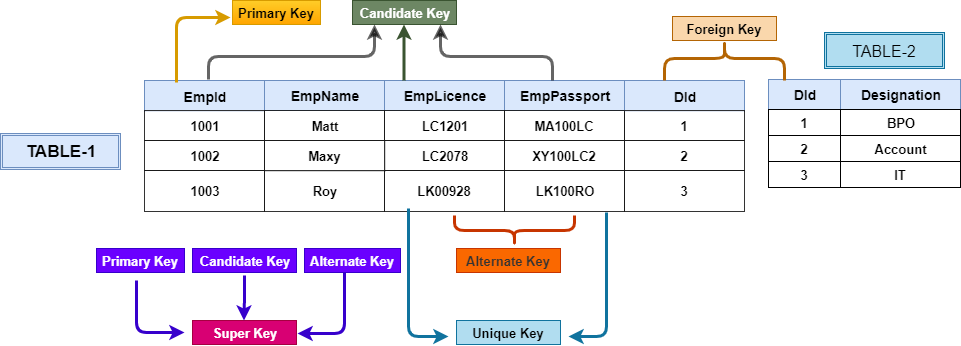 Primary Key
Candidate Key
Foreign Key
TABLE-2
EmpId EmpName EmpLicence EmpPassport DId
1001 Matt LC1201 MA100LC 1
1002 Maxy LC2078 XY100LC2 2
1003 Roy LK00928 LK100RO 3
TABLE-1
DId Designation
1 BPO
2 Account
3 IT
Primary Key
Candidate Key
Alternate Key
Alternate Key
Super Key
Unique Key